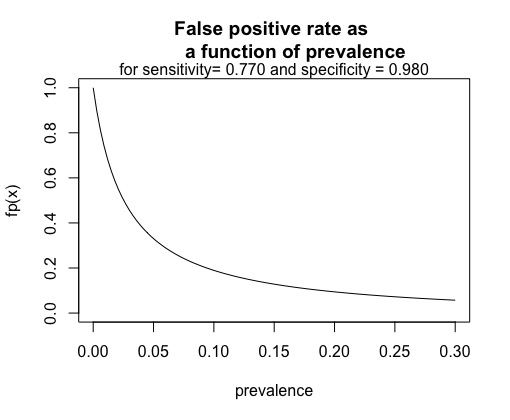 False positive rate as
a function of prevalence
for sensitivity= 0.770 and specificity = 0.980
1.0
0.8
0.6
0.4
0.2
0.0
fp(x)
0.00 0.05 0.10 0.15 0.20 0.25 0.30
prevalence